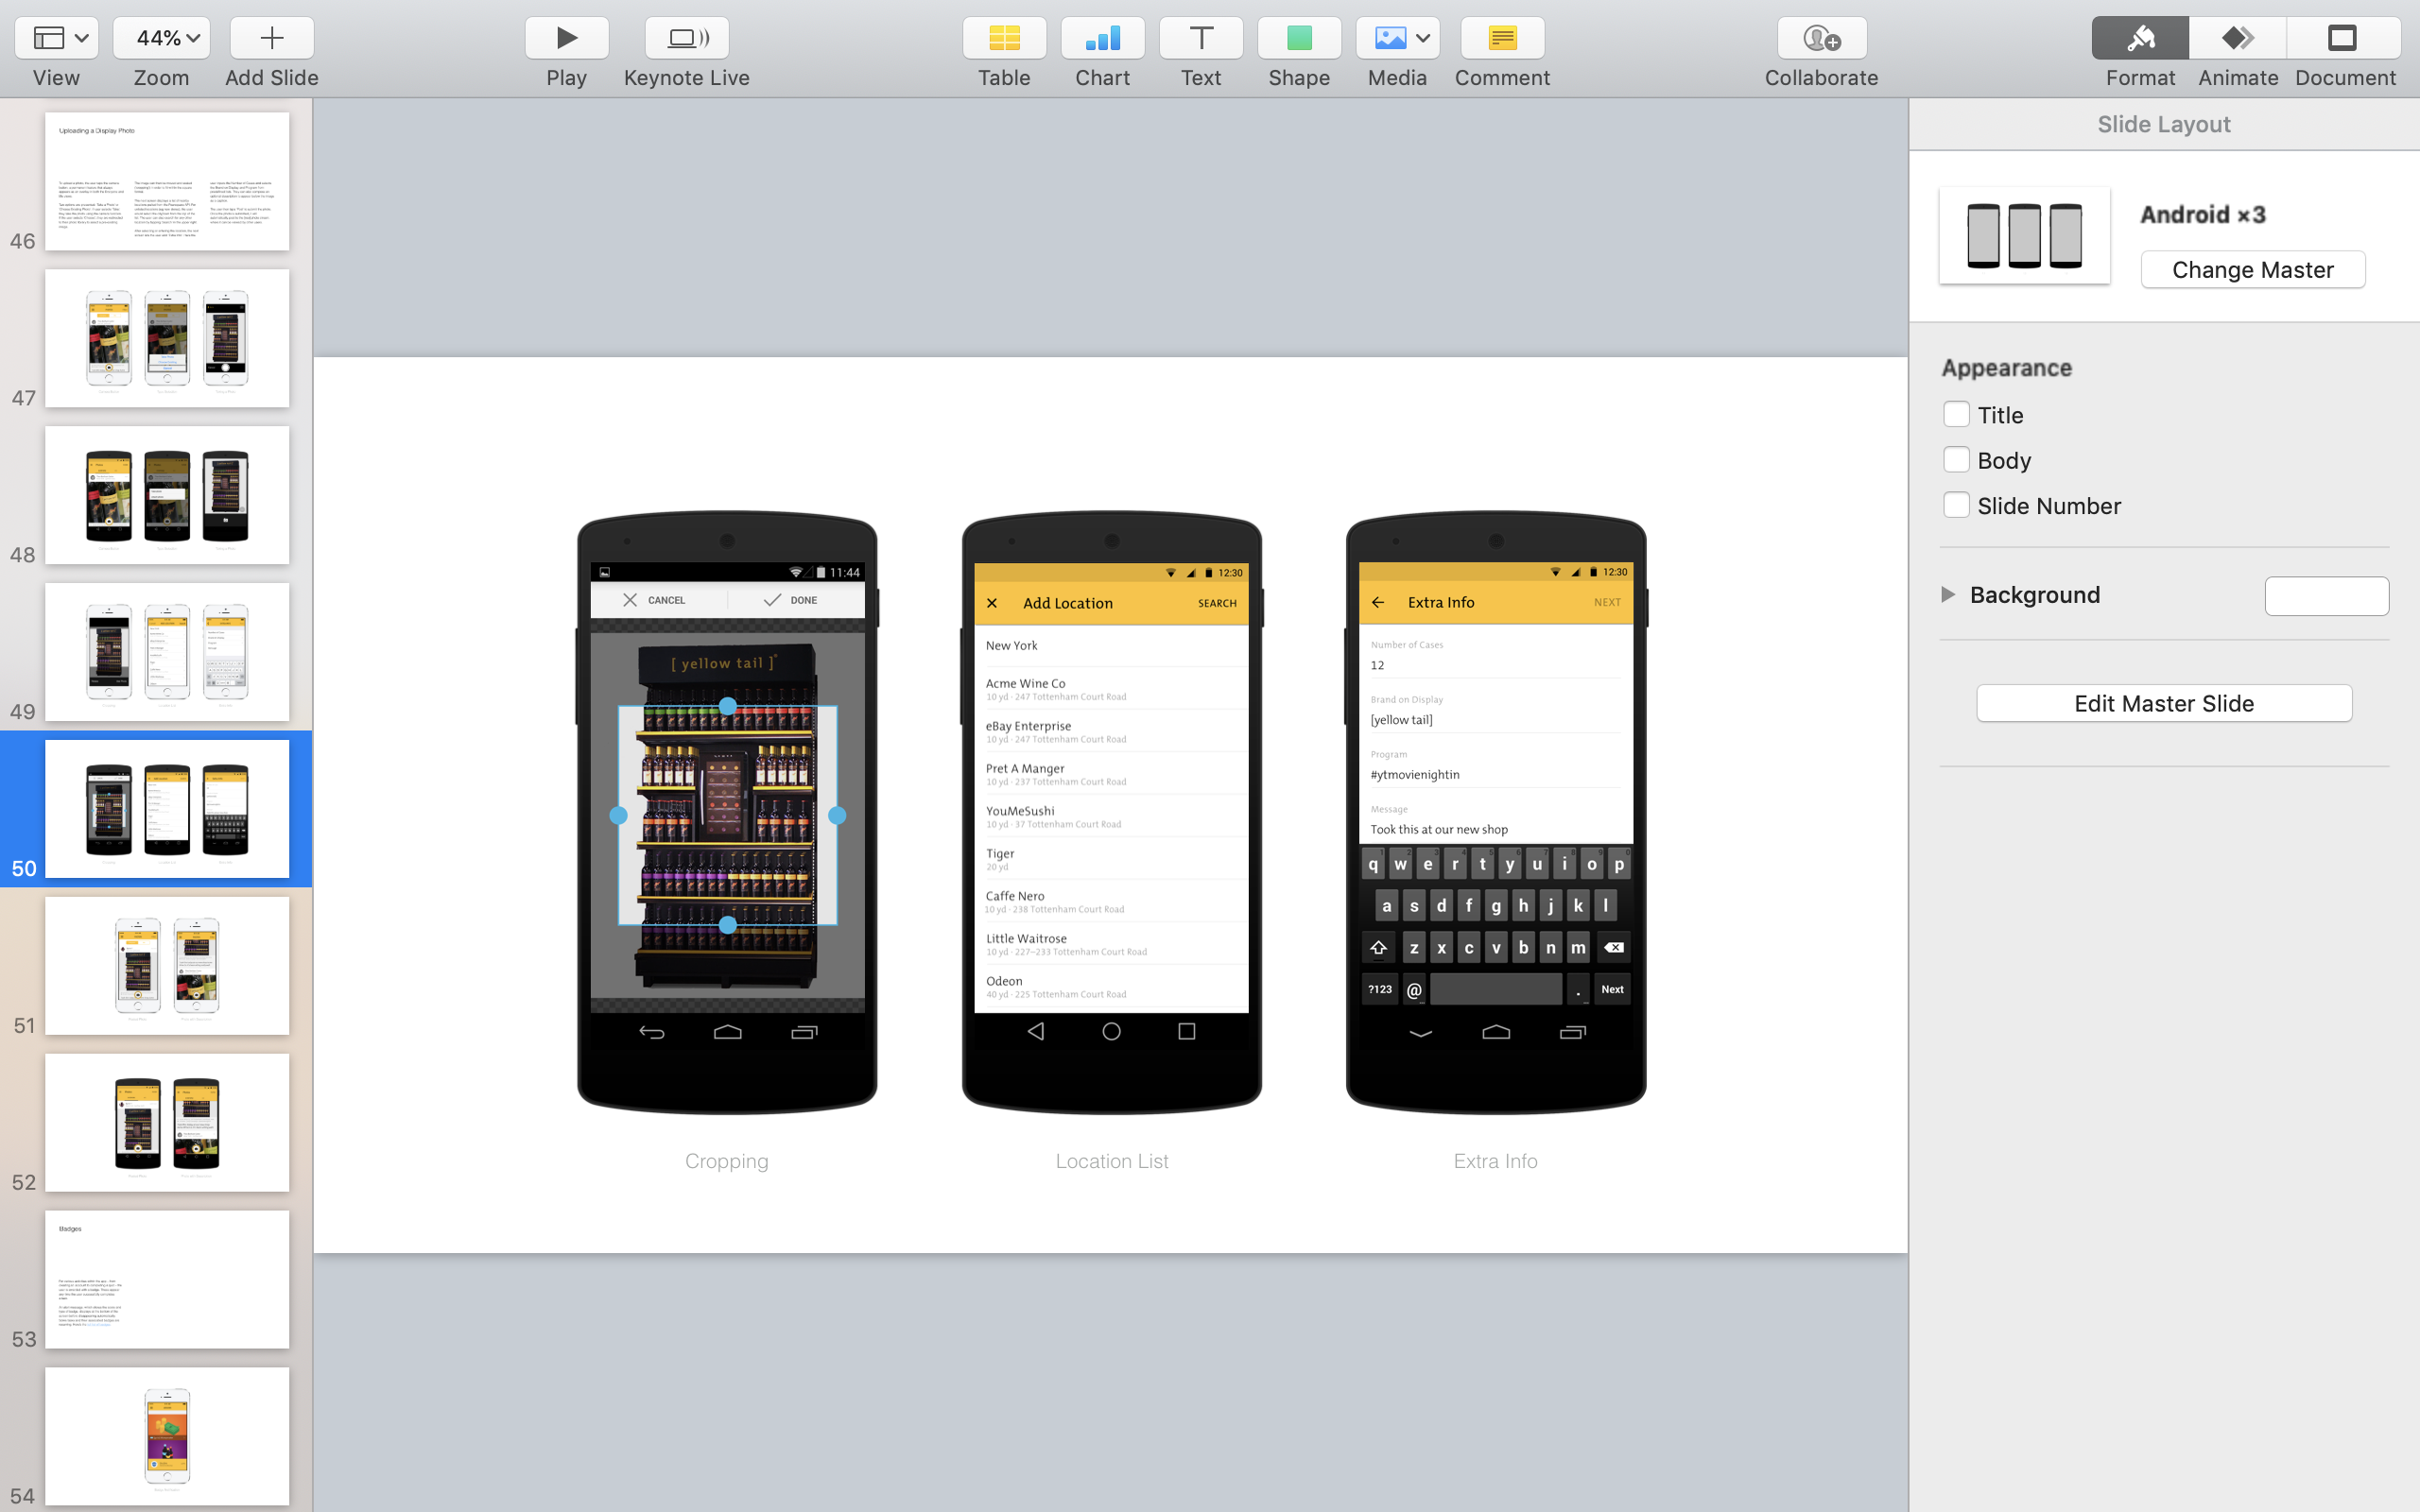 View
44%
Zoom
Add Slide
Play
Keynote Live
Table
Chart
Text
Shape
Media
Comment
Collaborate
Format
Animate
Document
46
Uploading a Display Photo
47
48
49
50
51
52
53
Badges
54
11:44
CANCEL
DONE
[ yellow tail ]
Cropping
12:30
Add Location
SEARCH
New York
Acme Wine Co
10 yd · 247 Tottenham Court Road
eBay Enterprise
10 yd · 247 Tottenham Court Road
Pret A Manger
10 yd · 237 Tottenham Court Road
YouMeSushi
10 yd · 37 Tottenham Court Road
Tiger
20 yd
Caffe Nero
10 yd · 238 Tottenham Court Road
Little Waitrose
10 yd · 227–233 Tottenham Court Road
Odeon
40 yd · 225 Tottenham Court Road
Location List
12:30
Extra Info
NEXT
Number of Cases
12
Brand on Display
[yellow tail]
Program
#ytmovienightin
Message
Took this at our new shop
q w e r t y u i o p
a s d f g h j k l
z x c v b n m
?123 @ . Next
Extra Info
Slide Layout
Android ×3
Change Master
Appearance
Title
Body
Slide Number
Background
Edit Master Slide